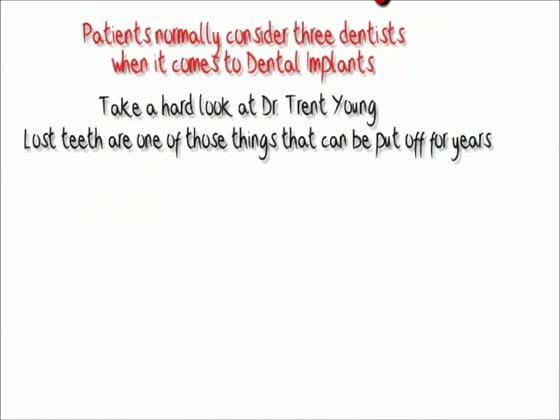 Patients normally consider three dentists
when it comes to Dental Implants
Take a hard look at Dr. Trent Young
Lost teeth are one of those things that can be put off for years